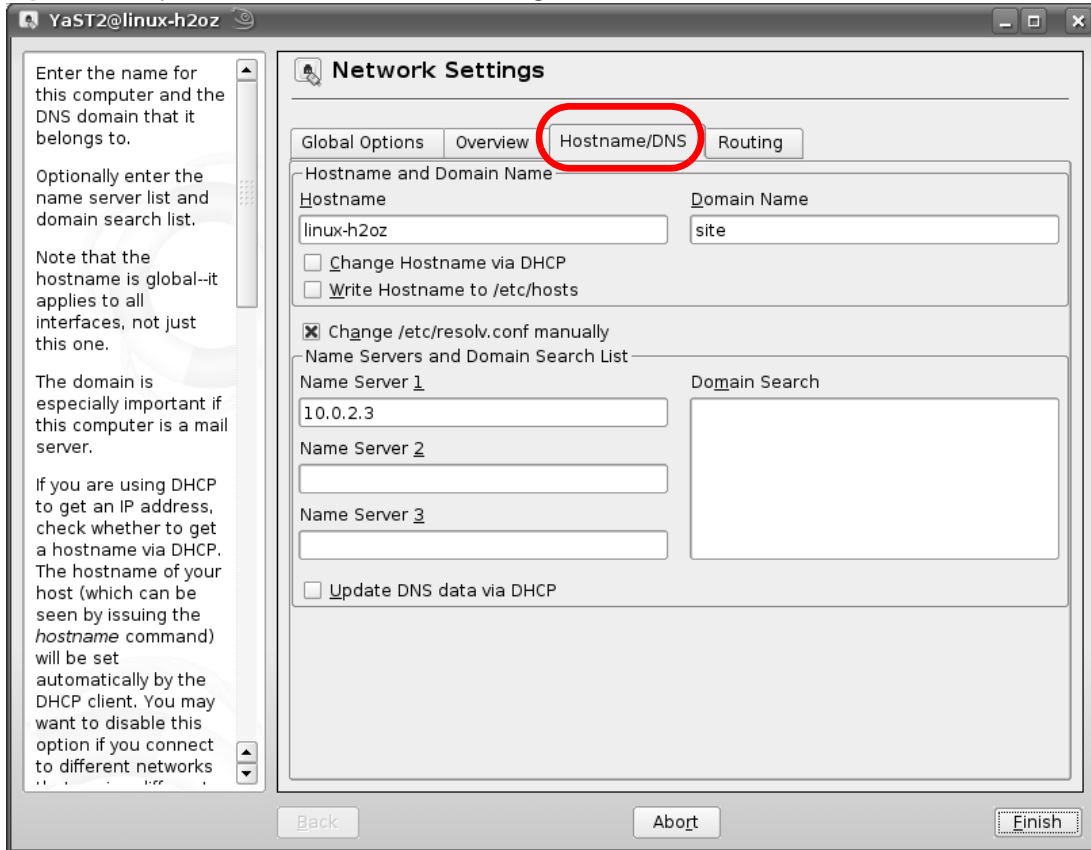 YaST2@linux-h2oz
Enter the name for
this computer and the
DNS domain that it
belongs to.
Optionally enter the
name server list and
domain search list.
Note that the
hostname is global--it
applies to all
interfaces, not just
this one.
The domain is
especially important if
this computer is a mail
server.
If you are using DHCP
to get an IP address,
check whether to get
a hostname via DHCP.
The hostname of your
host (which can be
seen by issuing the
hostname command)
will be set
automatically by the
DHCP client. You may
want to disable this
option if you connect
to different networks
Network Settings
Global Options Overview Hostname/DNS Routing
Hostname and Domain Name
Hostname Domain Name
linux-h2oz site
Change Hostname via DHCP
Write Hostname to /etc/hosts
Change /etc/resolv.conf manually
Name Servers and Domain Search List
Name Server 1 Domain Search
10.0.2.3
Name Server 2
Name Server 3
Update DNS data via DHCP
Back Abort Finish